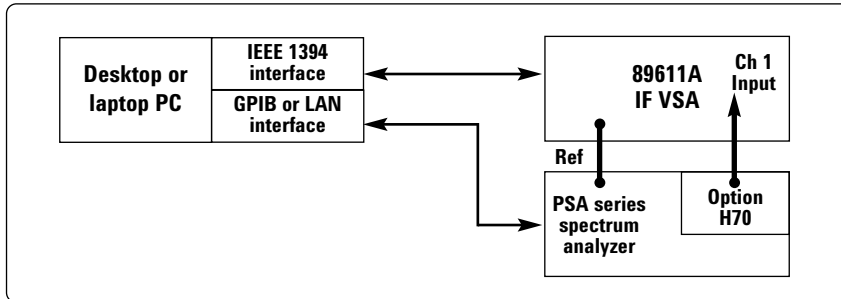 Desktop or
laptop PC
IEEE 1394
interface
GPIB or LAN
interface
89611A
IF VSA
Ch 1
Input
Ref
PSA series
spectrum
analyzer
Option
H70